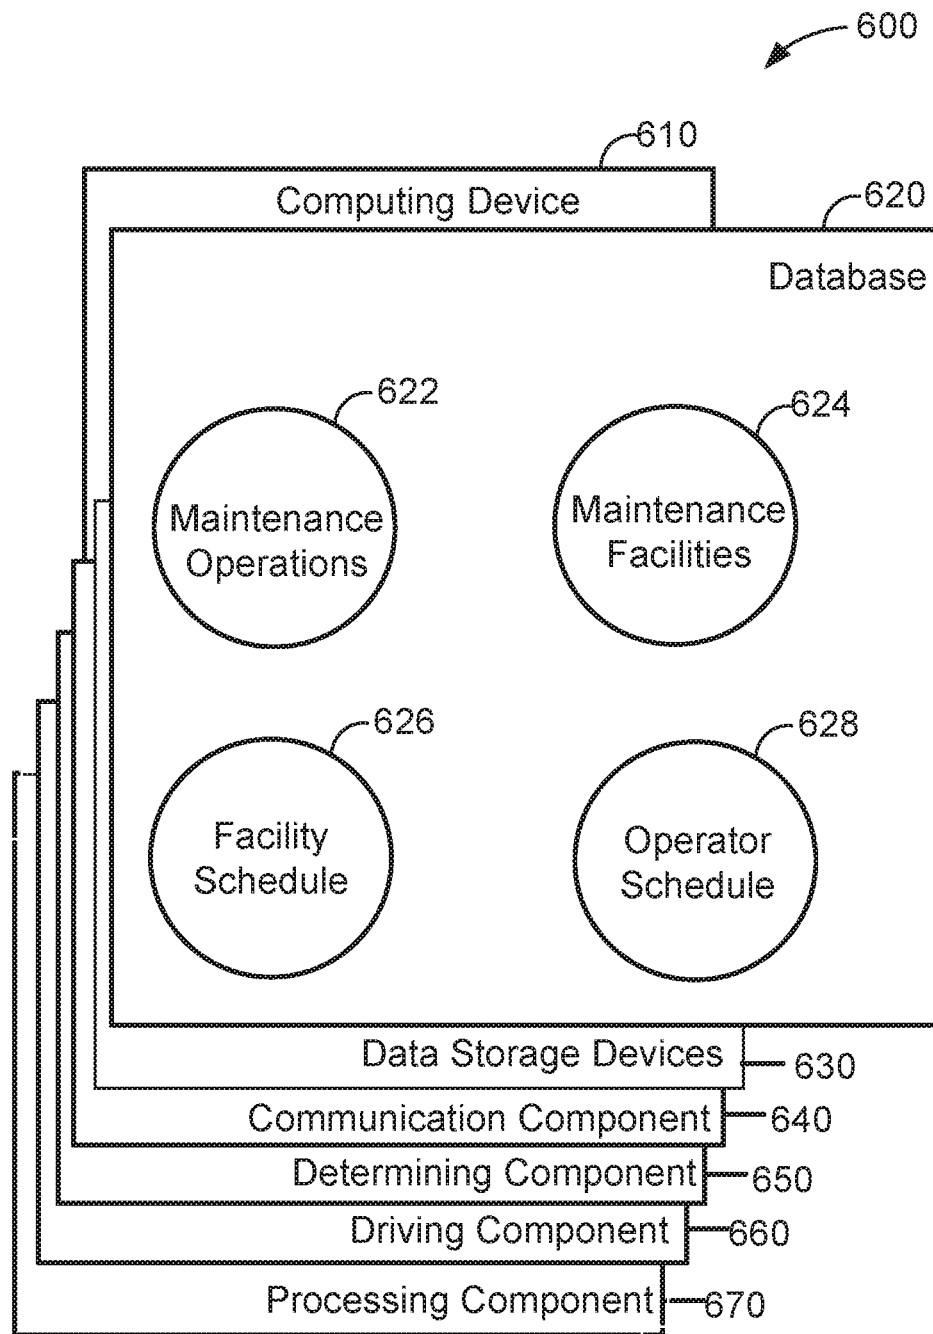 600
610
Computing Device
620
Database
622
624
Maintenance
Operations
Maintenance
Facilities
626
628
Facility
Schedule
Operator
Schedule
Data Storage Devices
630
Communication Component
640
Determining Component
650
Driving Component
660
Processing Component
670